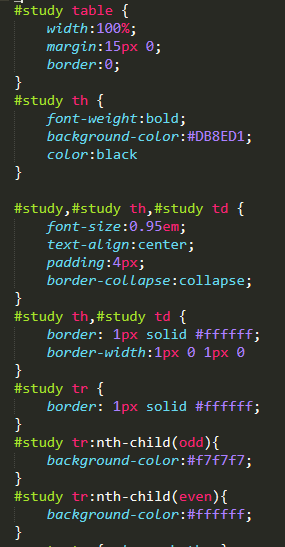 #study table {
width:100%;
margin:15px 0;
border:0;
}
#study th {
font-weight:bold;
background-color:#DB8ED1;
color:black
}
#study,#study th,#study td {
font-size:0.95em;
text-align:center;
padding:4px;
border-collapse:collapse;
}
#study th,#study td {
border: 1px solid #ffffff;
border-width:1px 0 1px 0
}
#study tr {
border: 1px solid #ffffff;
}
#study tr:nth-child(odd){
background-color:#f7f7f7;
}
#study tr:nth-child(even){
background-color:#ffffff;
}